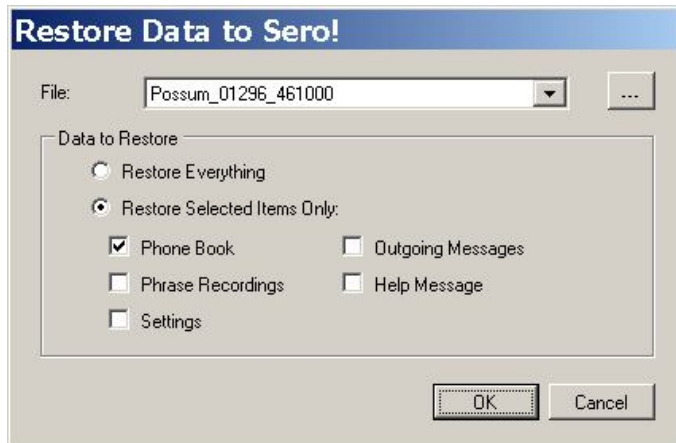 Restore Data to Sero!
File: Possum_01296_461000 ...
Data to Restore
Restore Everything
Restore Selected Items Only:
Phone Book Outgoing Messages
Phrase Recordings Help Message
Settings
OK Cancel